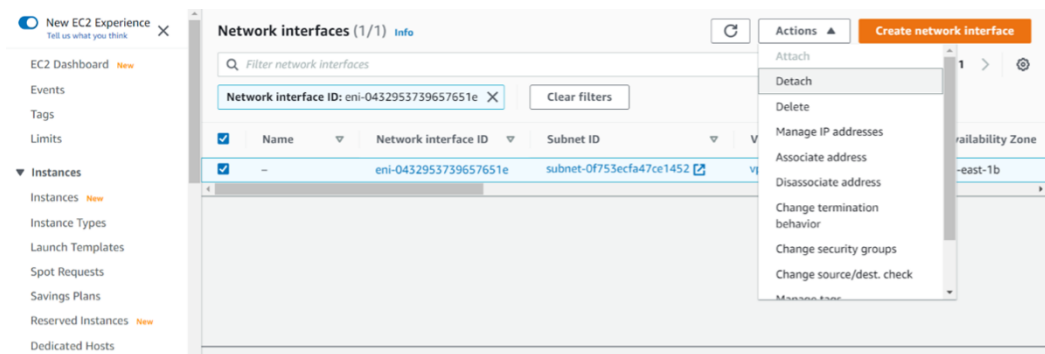 New EC2 Experience
Tell us what you think
EC2 Dashboard New
Events
Tags
Limits
Instances
Instances New
Instance Types
Launch Templates
Spot Requests
Savings Plans
Reserved Instances New
Dedicated Hosts
Network interfaces (1/1) Info
Actions
Create network interface
Filter network interfaces
1
Network interface ID: eni-0432953739657651e
Clear filters
Name Network interface ID Subnet ID
– eni-0432953739657651e subnet-0f753ecfa47ce1452 -east-1b
Attach
Detach
Delete
Manage IP addresses
Associate address
Disassociate address
Change termination
behavior
Change security groups
Change source/dest. check
Manage tags